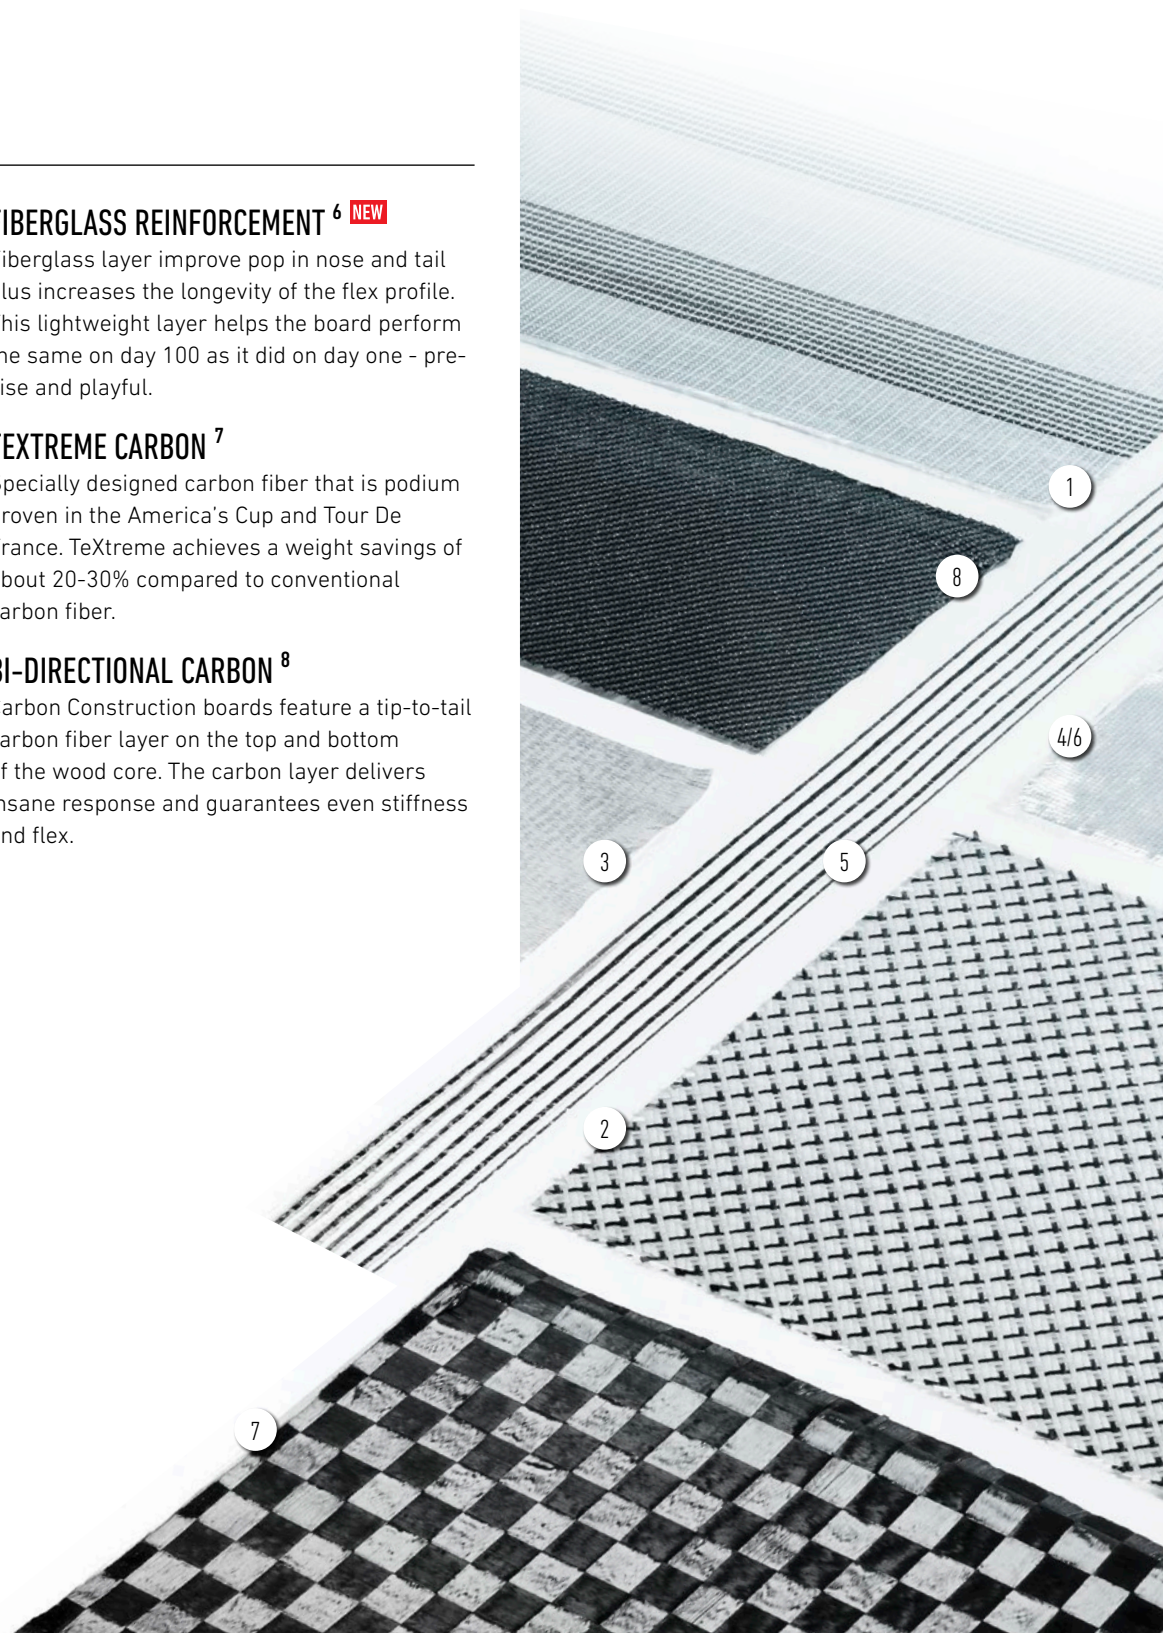 IBERGLASS REINFORCEMENT 6 NEW
iberglass layer improve pop in nose and tail
lus increases the longevity of the flex profile.
his lightweight layer helps the board perform
he same on day 100 as it did on day one - pre-
ise and playful.
TEXTREME CARBON 7
pecially designed carbon fiber that is podium
roven in the America's Cup and Tour De
rance. TeXtreme achieves a weight savings of
bout 20-30% compared to conventional
arbon fiber.
BI-DIRECTIONAL CARBON 8
arbon Construction boards feature a tip-to-tail
arbon fiber layer on the top and bottom
f the wood core. The carbon layer delivers
nsane response and guarantees even stiffness
nd flex.
1
8
4/6
3
5
2
7